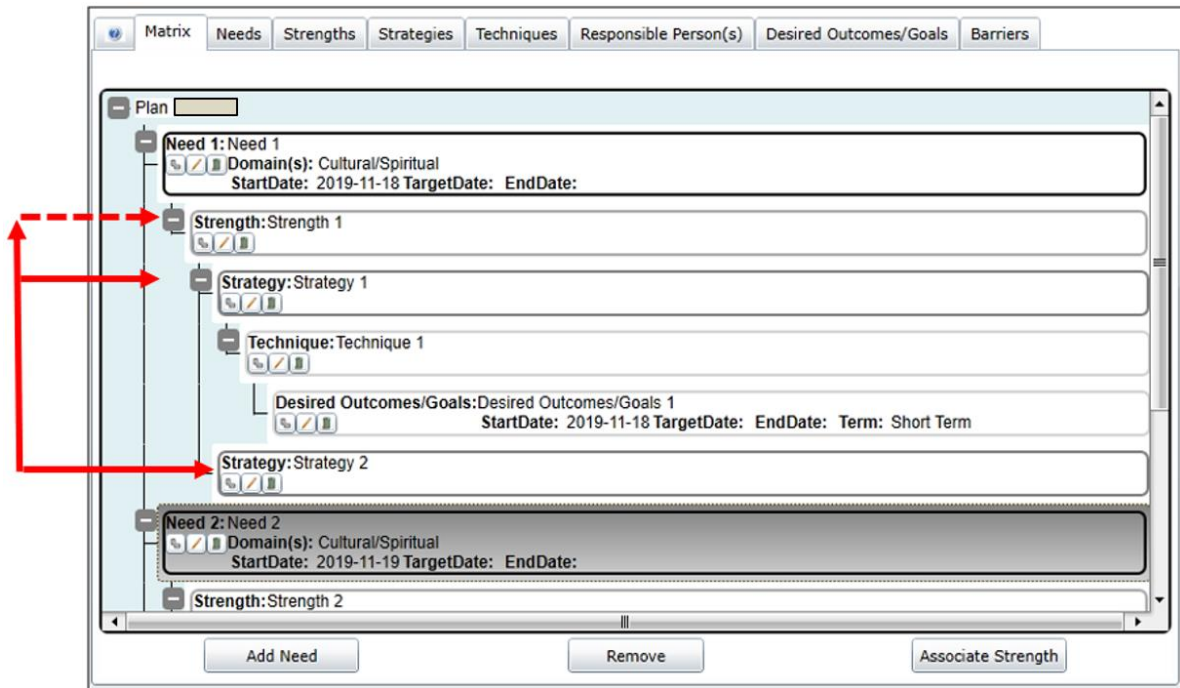 Matrix Needs Strengths Strategies Techniques Responsible Person(s) Desired Outcomes/Goals Barriers
Plan
Need 1: Need 1
Domain(s): Cultural/Spiritual
StartDate: 2019-11-18 TargetDate: EndDate:
Strength: Strength 1
Strategy: Strategy 1
Technique: Technique 1
Desired Outcomes/Goals: Desired Outcomes/Goals 1
StartDate: 2019-11-18 TargetDate: EndDate: Term: Short Term
Strategy: Strategy 2
Need 2: Need 2
Domain(s): Cultural/Spiritual
StartDate: 2019-11-19 TargetDate: EndDate:
Strength: Strength 2
Add Need Remove Associate Strength